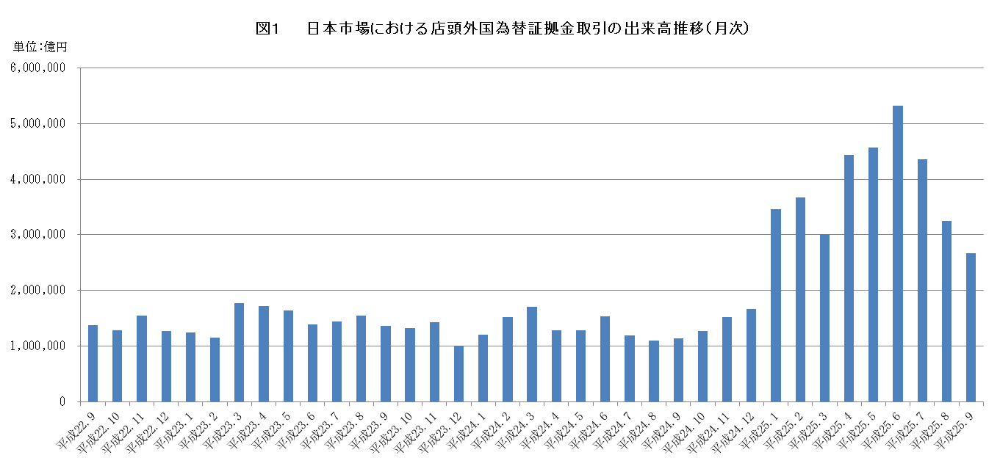 図1　日本市場における店頭外国為替証拠金取引の出来高推移(月次)
単位:億円
6,000,000
5,000,000
4,000,000
3,000,000
2,000,000
1,000,000
0
平成22.9
平成22.10
平成22.11
平成22.12
平成23.1
平成23.2
平成23.3
平成23.4
平成23.5
平成23.6
平成23.7
平成23.8
平成23.9
平成23.10
平成23.11
平成23.12
平成24.1
平成24.2
平成24.3
平成24.4
平成24.5
平成24.6
平成24.7
平成24.8
平成24.9
平成24.10
平成24.11
平成24.12
平成25.1
平成25.2
平成25.3
平成25.4
平成25.5
平成25.6
平成25.7
平成25.8
平成25.9